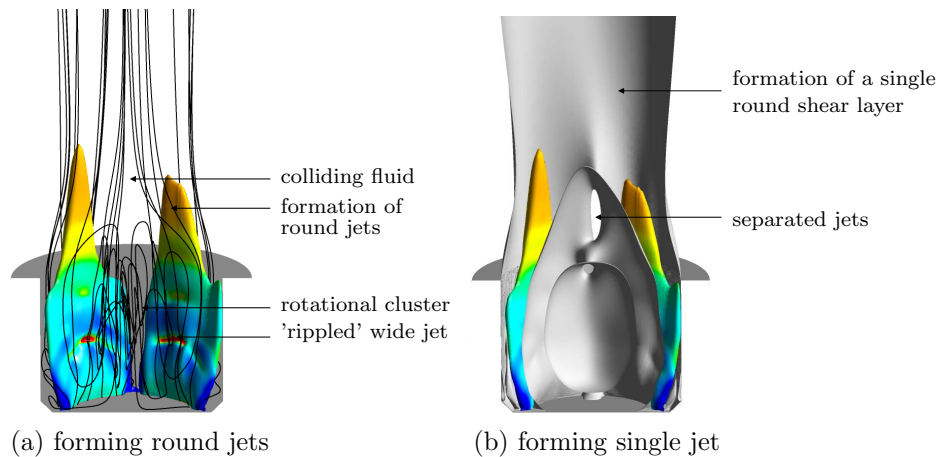 colliding fluid
formation of
round jets
rotational cluster
'rippled' wide jet
(a) forming round jets
formation of a single
round shear layer
separated jets
(b) forming single jet